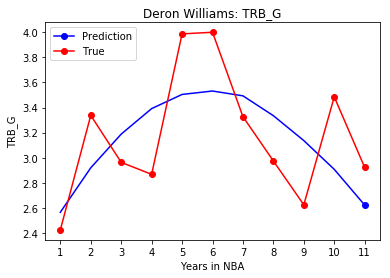 Deron Williams: TRB_G
Prediction
True
TRB_G
4.0
3.8
3.6
3.4
3.2
3.0
2.8
2.6
2.4
1 2 3 4 5 6 7 8 9 10 11
Years in NBA